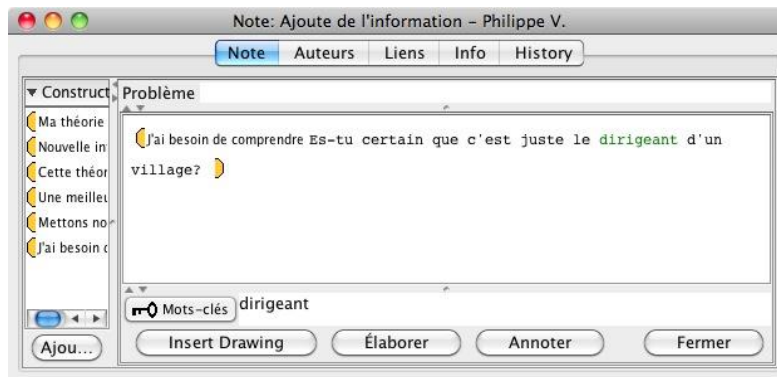 Note: Ajoute de l'information – Philippe V.
Note Auteurs Liens Info History
Construct
Ma théorie
Nouvelle in
Cette théor
Une meilleu
Mettons no
J'ai besoin d
Ajou...
Problème
J'ai besoin de comprendre Es-tu certain que c'est juste le dirigeant d'un
village?
Mots-clés dirigeant
Insert Drawing Élaborer Annoter Fermer